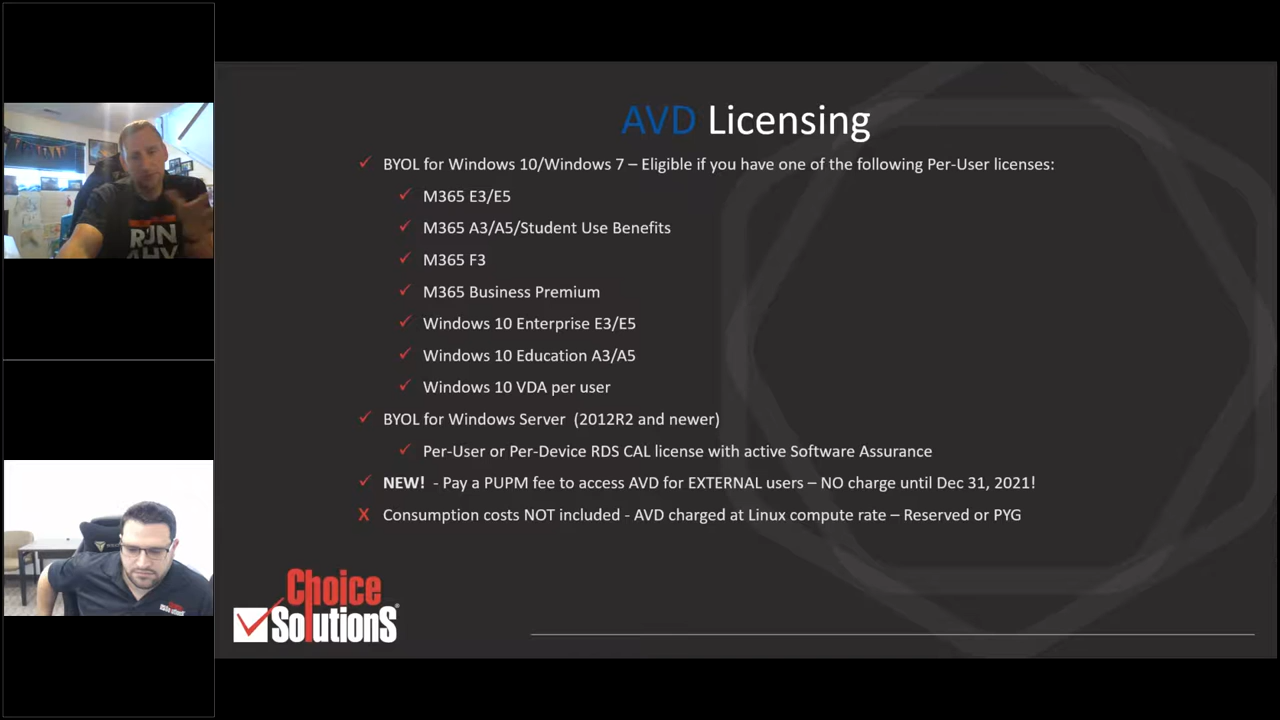 AVD Licensing
✓ BYOL for Windows 10/Windows 7 – Eligible if you have one of the following Per-User licenses:
✓ M365 E3/E5
✓ M365 A3/A5/Student Use Benefits
✓ M365 F3
✓ M365 Business Premium
✓ Windows 10 Enterprise E3/E5
✓ Windows 10 Education A3/A5
✓ Windows 10 VDA per user
✓ BYOL for Windows Server (2012R2 and newer)
✓ Per-User or Per-Device RDS CAL license with active Software Assurance
✓ NEW! - Pay a PUPM fee to access AVD for EXTERNAL users – NO charge until Dec 31, 2021!
X Consumption costs NOT included - AVD charged at Linux compute rate – Reserved or PYG
Choice
Solutions®
RUN
AHV